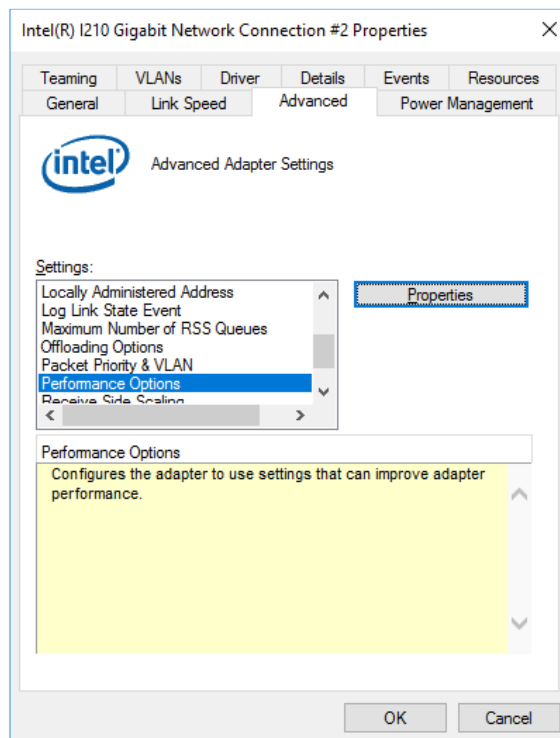 Intel(R) I210 Gigabit Network Connection #2 Properties
Teaming VLANs Driver Details Events Resources
General Link Speed Advanced Power Management
intel Advanced Adapter Settings
Settings:
Locally Administered Address
Log Link State Event
Maximum Number of RSS Queues
Offloading Options
Packet Priority & VLAN
Performance Options
Receive Side Scaling
Properties
Performance Options
Configures the adapter to use settings that can improve adapter
performance.
OK Cancel